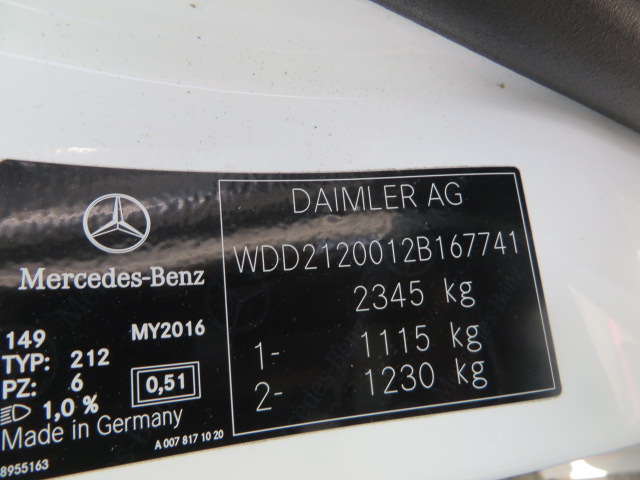 Mercedes-Benz
149 MY2016
TYP: 212
PZ: 6 0,51
1,0 %
Made in Germany
A 007 817 10 20
8955163
DAIMLER AG
WDD2120012B167741
2345 kg
1- 1115 kg
2- 1230 kg